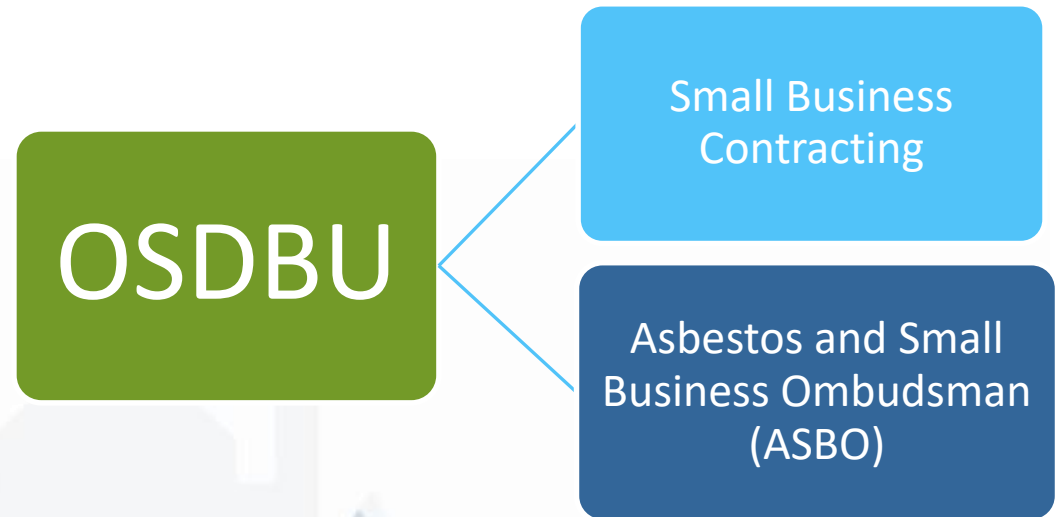 OSDBU
Small Business
Contracting
Asbestos and Small
Business Ombudsman
(ASBO)